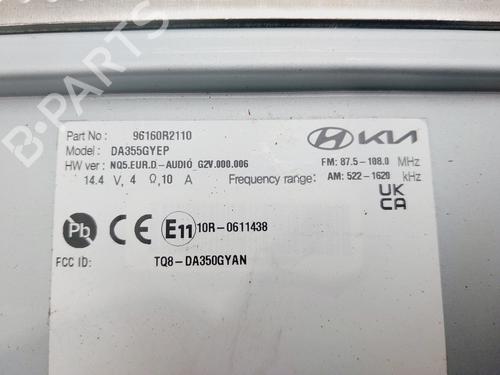 B-PARTS
Part No : 96160R2110
Model : DA355GYEP
HW ver : NQ5.EUR.D-AUDIO_G2V.000.006
14.4 V, 4 Ω, 10 A
KIA
FM: 87.5-108.0 MHz
Frequency range: AM: 522-1620 kHz
UK
CA
Pb CE E11 10R-0611438
FCC ID: TQ8-DA350GYAN